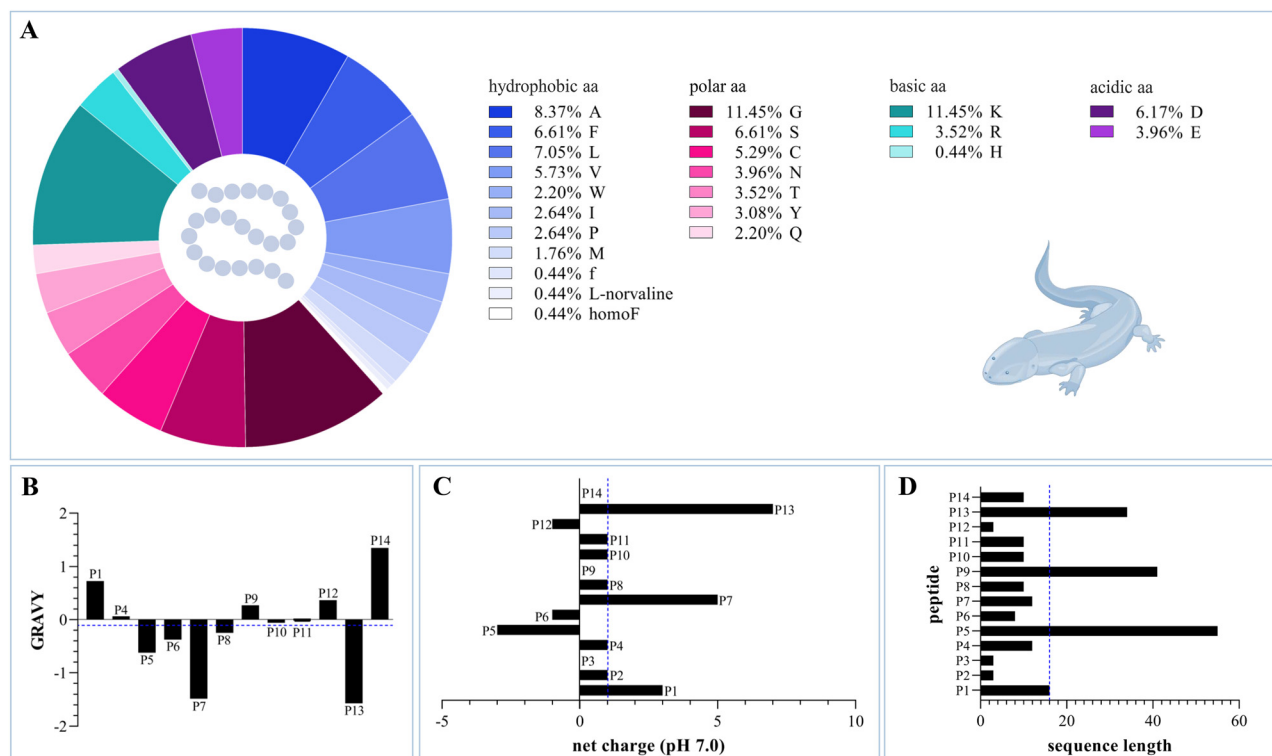 A
hydrophobic aa
8.37% A
6.61% F
7.05% L
5.73% V
2.20% W
2.64% I
2.64% P
1.76% M
0.44% f
0.44% L-norvaline
0.44% homoF
polar aa
11.45% G
6.61% S
5.29% C
3.96% N
3.52% T
3.08% Y
2.20% Q
basic aa
11.45% K
3.52% R
0.44% H
acidic aa
6.17% D
3.96% E
B
GRAVY
2
1
0
-1
-2
P1
P4
P5
P6
P7
P8
P9
P10
P11
P12
P13
P14
C
P14
P13
P12
P11
P10
P9
P8
P7
P6
P5
P4
P3
P2
P1
-5
0
5
10
net charge (pH 7.0)
D
peptide
P14
P13
P12
P11
P10
P9
P8
P7
P6
P5
P4
P3
P2
P1
0
20
40
60
sequence length